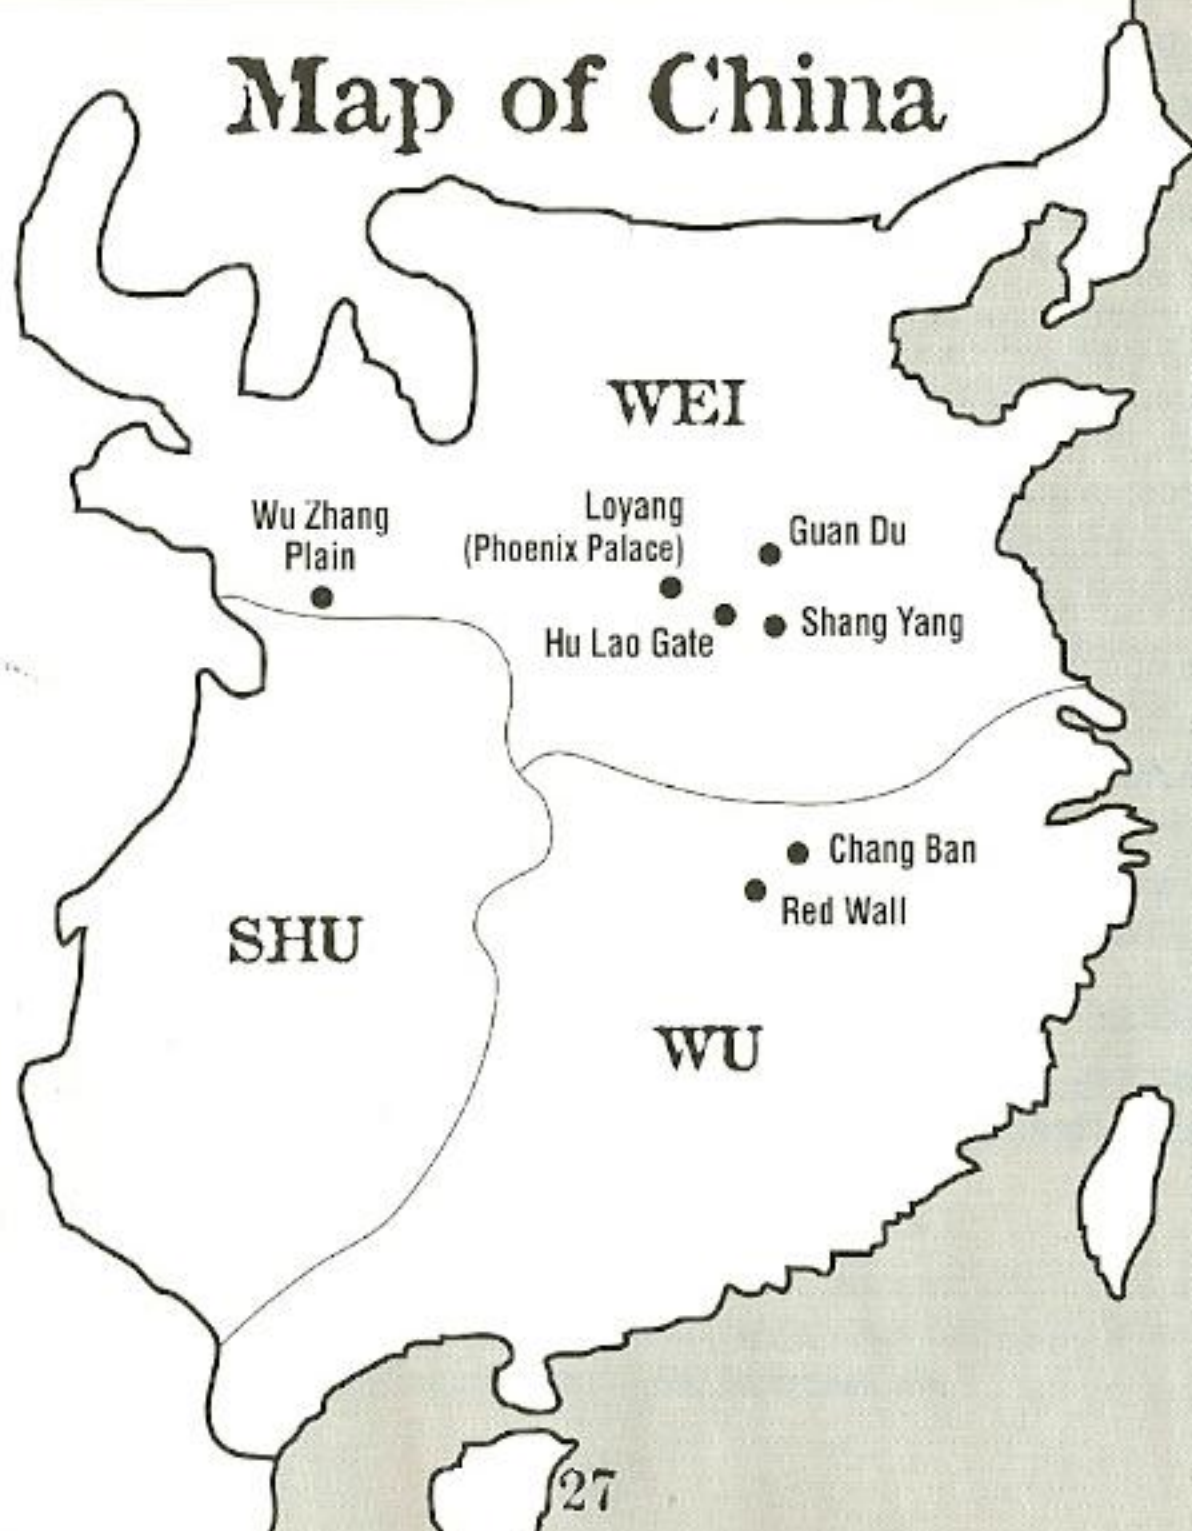 Map of China
WEI
Wu Zhang
Plain
Loyang
(Phoenix Palace)
Guan Du
Hu Lao Gate
Shang Yang
Chang Ban
Red Wall
SHU
WU
27